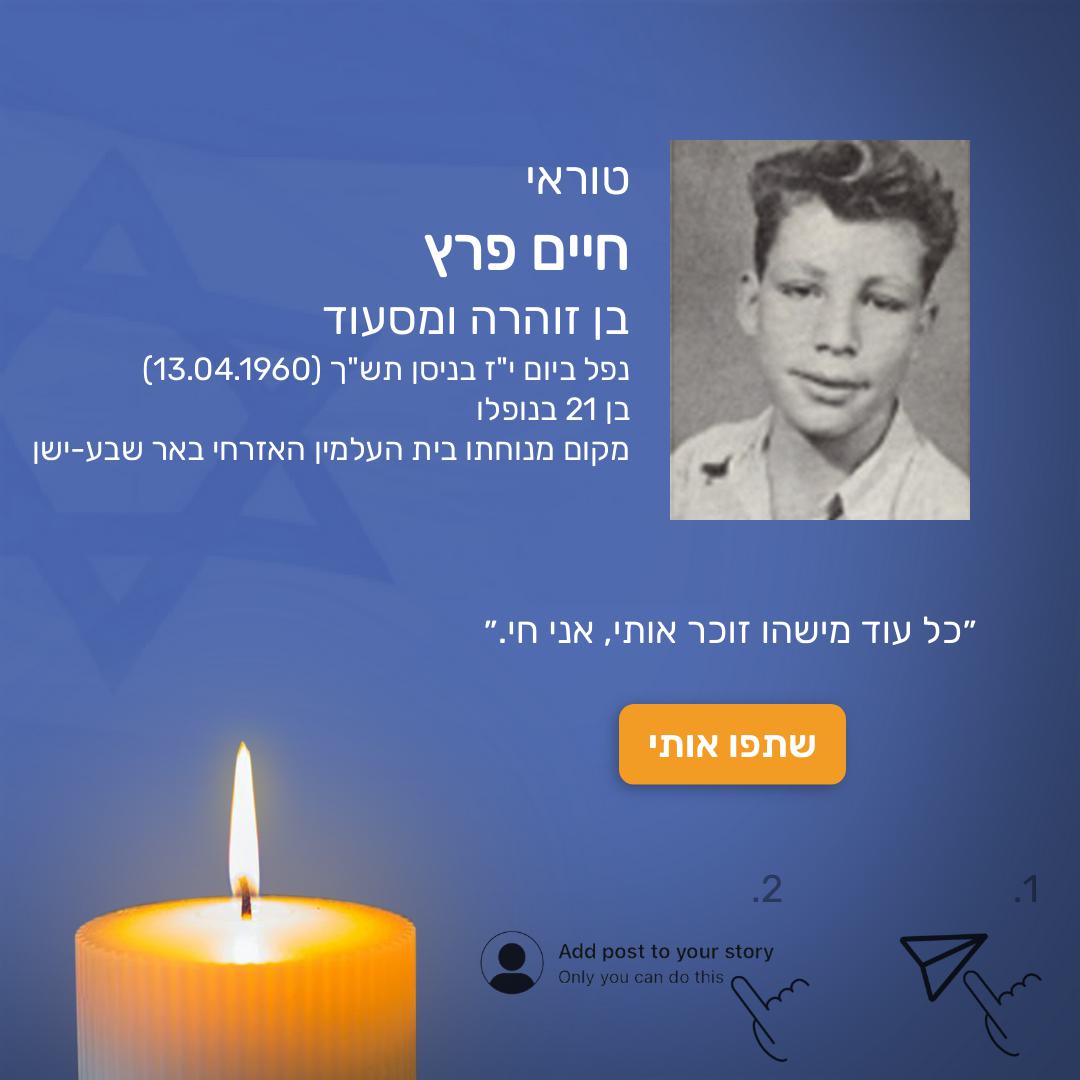 טוראי
חיים פרץ
בן זוהרה ומסעוד
נפל ביום י"ז בניסן תש"ך (13.04.1960)
בן 21 בנופלו
מקום מנוחתו בית העלמין האזרחי באר שבע-ישן
"כל עוד מישהו זוכר אותי, אני חי."
שתפו אותי
1.
2.
Add post to your story
Only you can do this